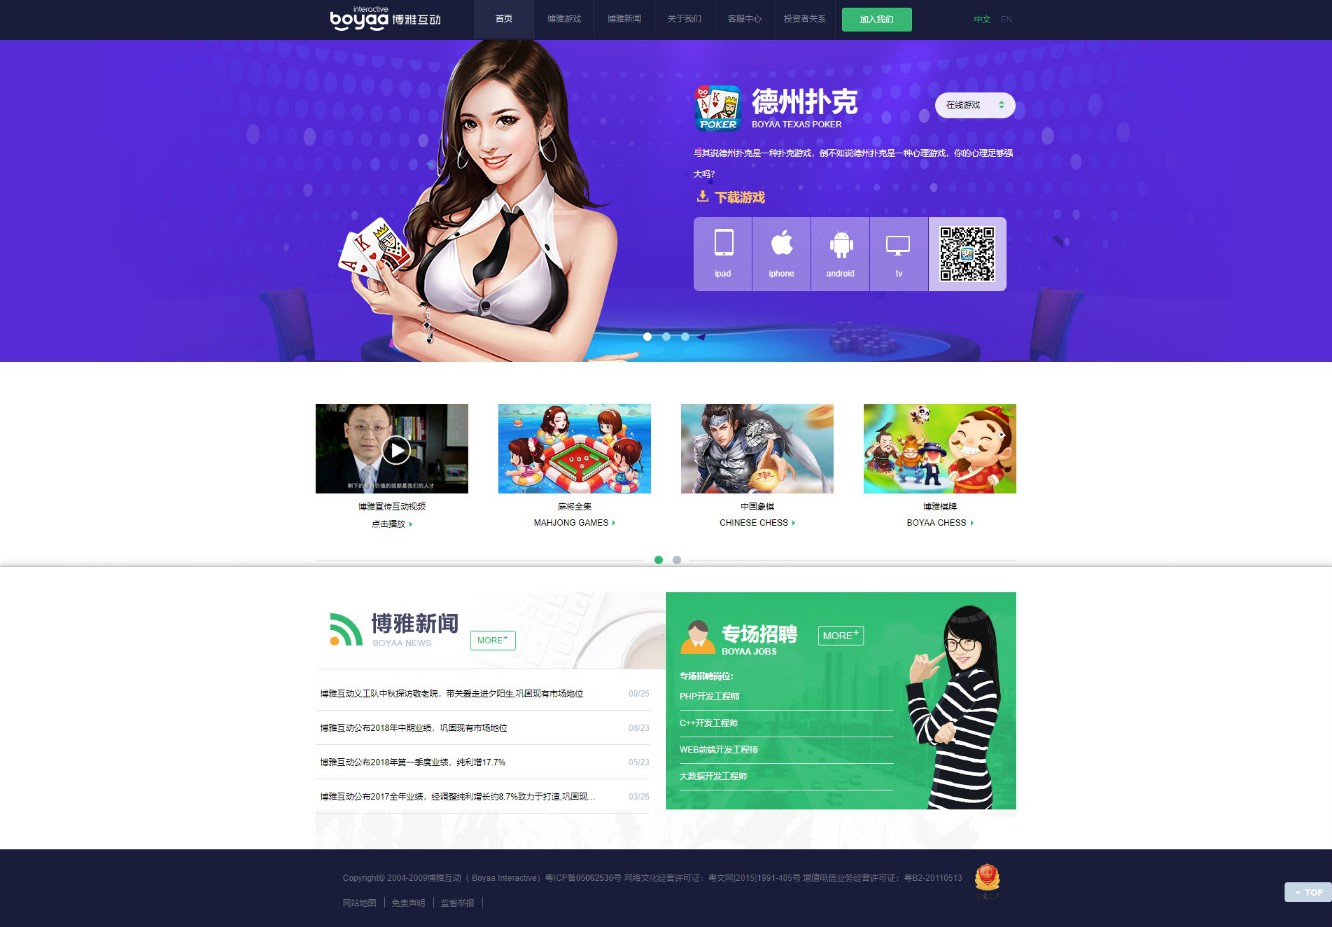 interactive
boyaa 博雅互动
首页 博雅游戏 博雅新闻 关于我们 客服中心 投资者关系 加入我们 中文 EN
德州扑克
BOYAA TEXAS POKER
在线游戏
POKER
与其说德州扑克是一种扑克游戏，倒不如说德州扑克是一种心理游戏，你的心理足够强
大吗?
下载游戏
ipad iphone android tv
博雅宣传互动视频 麻将全集 中国象棋 博雅棋牌
点击播放 MAHJONG GAMES CHINESE CHESS BOYAA CHESS
博雅新闻
BOYAA NEWS
MORE+
博雅互动义工队中秋探访敬老院，带关爱走进夕阳生,巩固现有市场地位 09/25
博雅互动公布2018年中期业绩，巩固现有市场地位 08/23
博雅互动公布2018年第一季度业绩，纯利增17.7% 05/23
博雅互动公布2017全年业绩，经调整纯利增长约8.7%致力于打造,巩固现... 03/26
专场招聘
BOYAA JOBS
MORE+
专场招聘岗位：
PHP开发工程师
C++开发工程师
WEB前端开发工程师
大数据开发工程师
Copyright© 2004-2009博雅互动（ Boyaa Interactive）粤ICP备05062536号 网络文化经营许可证：粤文网[2015]1991-405号 增值电信业务经营许可证：粤B2-20110513
网站地图 免责声明 监督举报
TOP